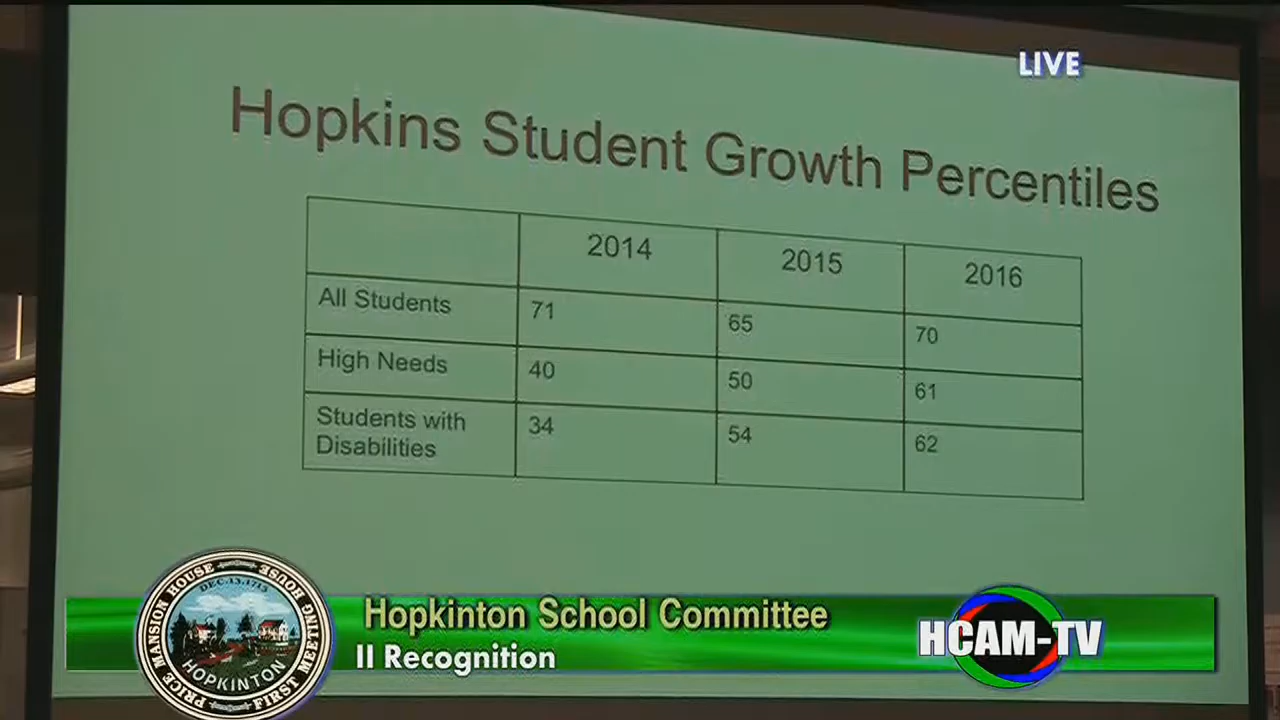 LIVE
Hopkins Student Growth Percentiles
2014 2015 2016
All Students 71 65 70
High Needs 40 50 61
Students with
Disabilities 34 54 62
Hopkinton School Committee
II Recognition
HCAM-TV
PRICE MANSION HOUSE
FIRST MEETING HOUSE
DEC. 13. 1715
HOPKINTON